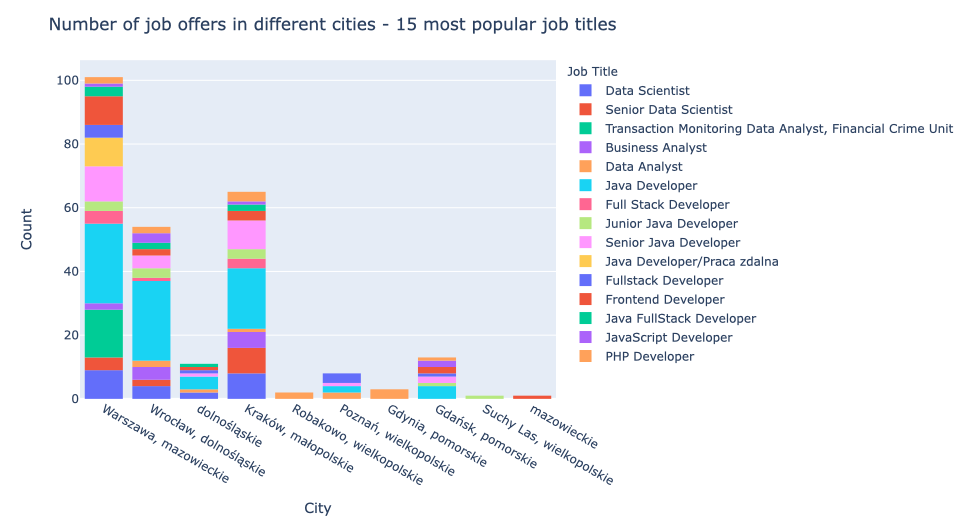 Number of job offers in different cities - 15 most popular job titles
Count
100
80
60
40
20
0
Warszawa, mazowieckie
Wrocław, dolnośląskie
dolnośląskie
Kraków, małopolskie
Robakowo, wielkopolskie
Poznań, wielkopolskie
Gdynia, pomorskie
Gdańsk, pomorskie
Suchy Las, wielkopolskie
mazowieckie
City
Job Title
Data Scientist
Senior Data Scientist
Transaction Monitoring Data Analyst, Financial Crime Unit
Business Analyst
Data Analyst
Java Developer
Full Stack Developer
Junior Java Developer
Senior Java Developer
Java Developer/Praca zdalna
Fullstack Developer
Frontend Developer
Java FullStack Developer
JavaScript Developer
PHP Developer